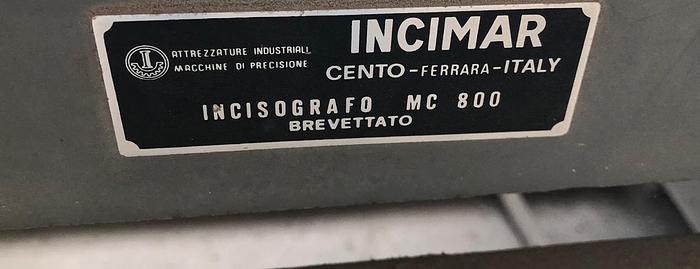 I
ATTREZZATURE INDUSTRIALI
MACCHINE DI PRECISIONE
INCIMAR
CENTO-FERRARA-ITALY
INCISOGRAFO MC 800
BREVETTATO